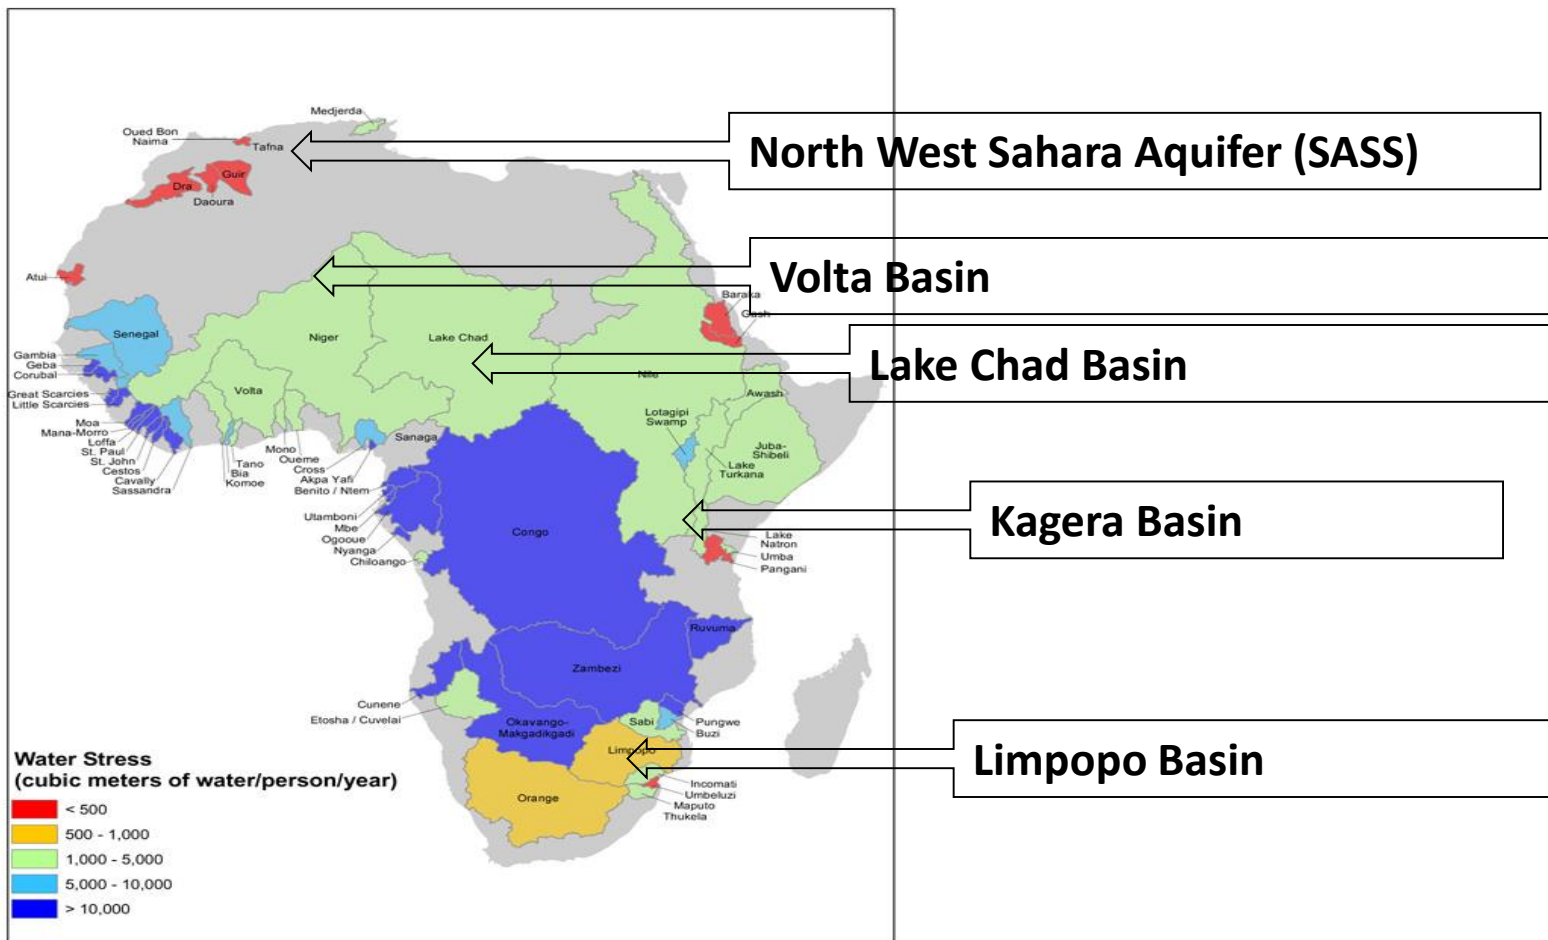 Medjerda
Oued Bon
Naima
Tafna
North West Sahara Aquifer (SASS)
Guir
Dra
Daoura
Volta Basin
Atui
Baraka
Gash
Senegal
Niger
Lake Chad
Lake Chad Basin
Gambia
Geba
Corubal
Nile
Great Scarcies
Little Scarcies
Volta
Awash
Lotagipi
Swamp
Moa
Mana-Morro
Loffa
St. Paul
St. John
Cestos
Cavally
Sassandra
Tano
Bia
Komoe
Mono
Oueme
Cross
Akpa Yafi
Benito / Ntem
Sanaga
Juba-
Shibeli
Lake
Turkana
Utamboni
Mbe
Ogooue
Nyanga
Chiloango
Congo
Kagera Basin
Lake
Natron
Umba
Pangani
Ruvuma
Zambezi
Cunene
Etosha / Cuvelai
Okavango-
Makgadikgadi
Sabi
Pungwe
Buzi
Limpopo
Limpopo Basin
Orange
Incomati
Umbeluzi
Maputo
Thukela
Water Stress
(cubic meters of water/person/year)
< 500
500 - 1,000
1,000 - 5,000
5,000 - 10,000
> 10,000